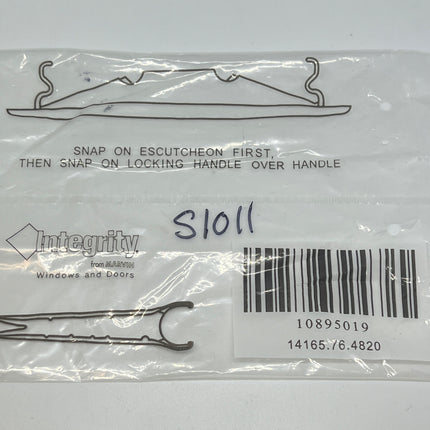 SNAP ON ESCUTCHEON FIRST,
THEN SNAP ON LOCKING HANDLE OVER HANDLE
S1011
Integrity
from MARVIN
Windows and Doors
10895019
14165.76.4820